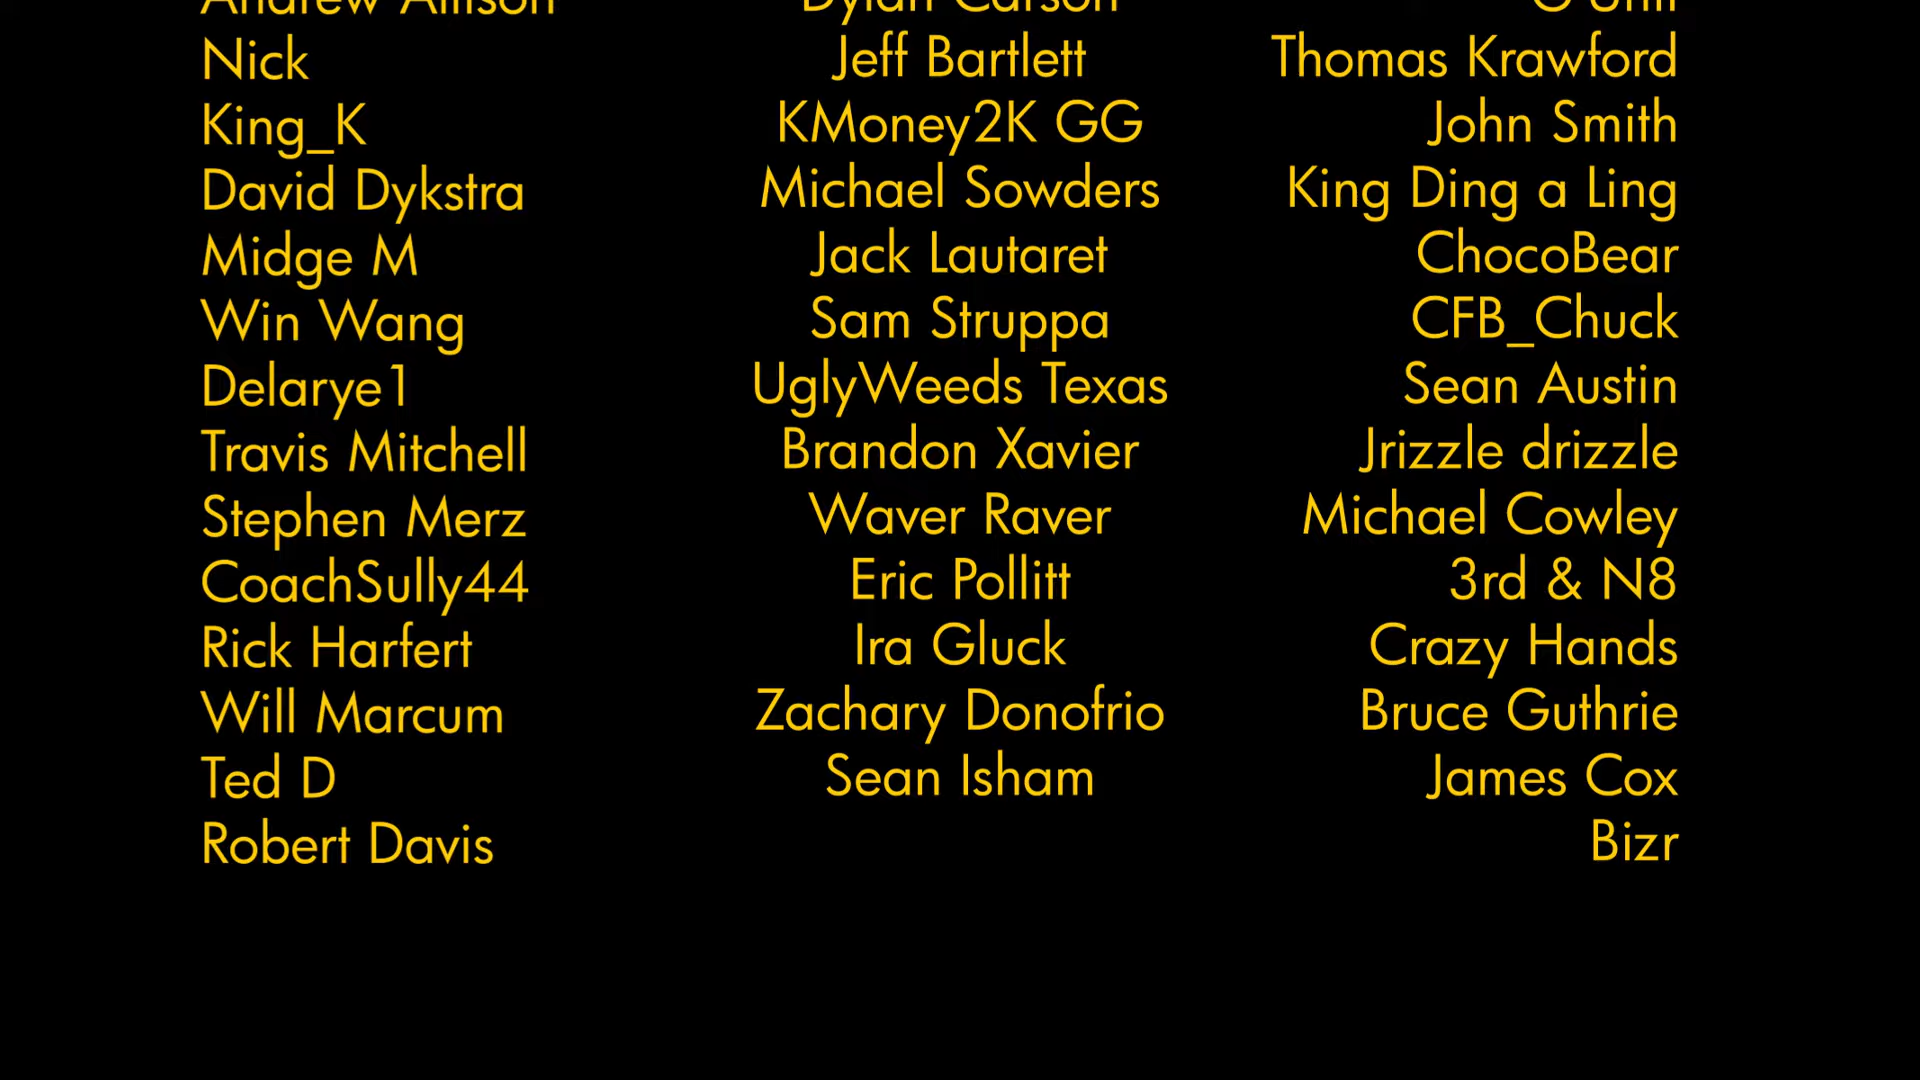 Nick
King_K
David Dykstra
Midge M
Win Wang
Delarye1
Travis Mitchell
Stephen Merz
CoachSully44
Rick Harfert
Will Marcum
Ted D
Robert Davis
Dylan Carson
Jeff Bartlett
KMoney2K GG
Michael Sowders
Jack Lautaret
Sam Struppa
UglyWeeds Texas
Brandon Xavier
Waver Raver
Eric Pollitt
Ira Gluck
Zachary Donofrio
Sean Isham
Thomas Krawford
John Smith
King Ding a Ling
ChocoBear
CFB_Chuck
Sean Austin
Jrizzle drizzle
Michael Cowley
3rd & N8
Crazy Hands
Bruce Guthrie
James Cox
Bizr